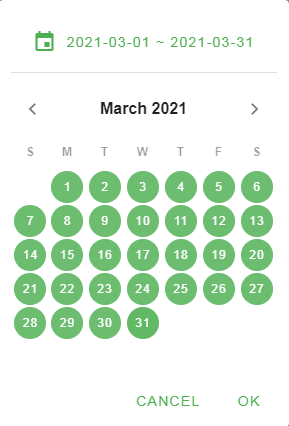 2021-03-01 ~ 2021-03-31
March 2021
S M T W T F S
1 2 3 4 5 6
7 8 9 10 11 12 13
14 15 16 17 18 19 20
21 22 23 24 25 26 27
28 29 30 31
CANCEL OK